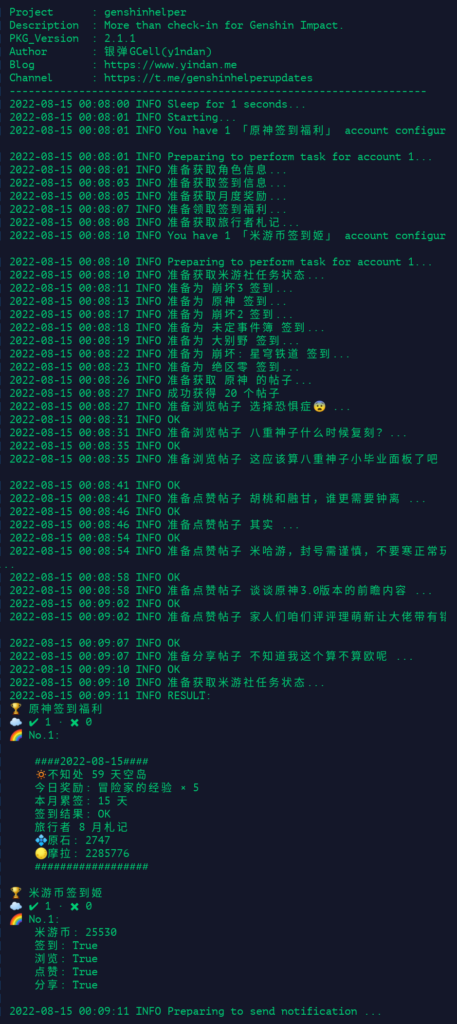 Project      : genshinhelper
Description  : More than check-in for Genshin Impact.
PKG_Version  : 2.1.1
Author       : 银弹GCell(y1ndan)
Blog         : https://www.yindan.me
Channel      : https://t.me/genshinhelperupdates
----------------------------------------------------------------
2022-08-15 00:08:00 INFO Sleep for 1 seconds...
2022-08-15 00:08:01 INFO Starting...
2022-08-15 00:08:01 INFO You have 1 「原神签到福利」 account configur
2022-08-15 00:08:01 INFO Preparing to perform task for account 1...
2022-08-15 00:08:01 INFO 准备获取角色信息...
2022-08-15 00:08:03 INFO 准备获取签到信息...
2022-08-15 00:08:05 INFO 准备获取月度奖励...
2022-08-15 00:08:07 INFO 准备领取签到福利...
2022-08-15 00:08:08 INFO 准备获取旅行者札记...
2022-08-15 00:08:10 INFO You have 1 「米游币签到姬」 account configur
2022-08-15 00:08:10 INFO Preparing to perform task for account 1...
2022-08-15 00:08:10 INFO 准备获取米游社任务状态...
2022-08-15 00:08:11 INFO 准备为 崩坏3 签到...
2022-08-15 00:08:13 INFO 准备为 原神 签到...
2022-08-15 00:08:17 INFO 准备为 崩坏2 签到...
2022-08-15 00:08:18 INFO 准备为 未定事件簿 签到...
2022-08-15 00:08:19 INFO 准备为 大别野 签到...
2022-08-15 00:08:22 INFO 准备为 崩坏: 星穹铁道 签到...
2022-08-15 00:08:23 INFO 准备为 绝区零 签到...
2022-08-15 00:08:26 INFO 准备获取 原神 的帖子...
2022-08-15 00:08:27 INFO 成功获得 20 个帖子
2022-08-15 00:08:27 INFO 准备浏览帖子 选择恐惧症😨 ...
2022-08-15 00:08:31 INFO OK
2022-08-15 00:08:31 INFO 准备浏览帖子 八重神子什么时候复刻? ...
2022-08-15 00:08:35 INFO OK
2022-08-15 00:08:35 INFO 准备浏览帖子 这应该算八重神子小毕业面板了吧
2022-08-15 00:08:41 INFO OK
2022-08-15 00:08:41 INFO 准备点赞帖子 胡桃和融甘，谁更需要钟离 ...
2022-08-15 00:08:46 INFO OK
2022-08-15 00:08:46 INFO 准备点赞帖子 其实 ...
2022-08-15 00:08:54 INFO OK
2022-08-15 00:08:54 INFO 准备点赞帖子 米哈游，封号需谨慎，不要寒正常玩
..
2022-08-15 00:08:58 INFO OK
2022-08-15 00:08:58 INFO 准备点赞帖子 谈谈原神3.0版本的前瞻内容 ...
2022-08-15 00:09:02 INFO OK
2022-08-15 00:09:02 INFO 准备点赞帖子 家人们咱们评评理萌新让大佬带有错
2022-08-15 00:09:07 INFO OK
2022-08-15 00:09:07 INFO 准备分享帖子 不知道我这个算不算欧呢 ...
2022-08-15 00:09:10 INFO OK
2022-08-15 00:09:10 INFO 准备获取米游社任务状态...
2022-08-15 00:09:11 INFO RESULT:
🏆 原神签到福利
☁️ ✔ 1 · ✖ 0
🌈 No.1:
####2022-08-15####
🔅不知处 59 天空岛
今日奖励: 冒险家的经验 × 5
本月累签: 15 天
签到结果: OK
旅行者 8 月札记
💠原石: 2747
🌕摩拉: 2285776
##################
🏆 米游币签到姬
☁️ ✔ 1 · ✖ 0
🌈 No.1:
米游币: 25530
签到: True
浏览: True
点赞: True
分享: True
2022-08-15 00:09:11 INFO Preparing to send notification ...